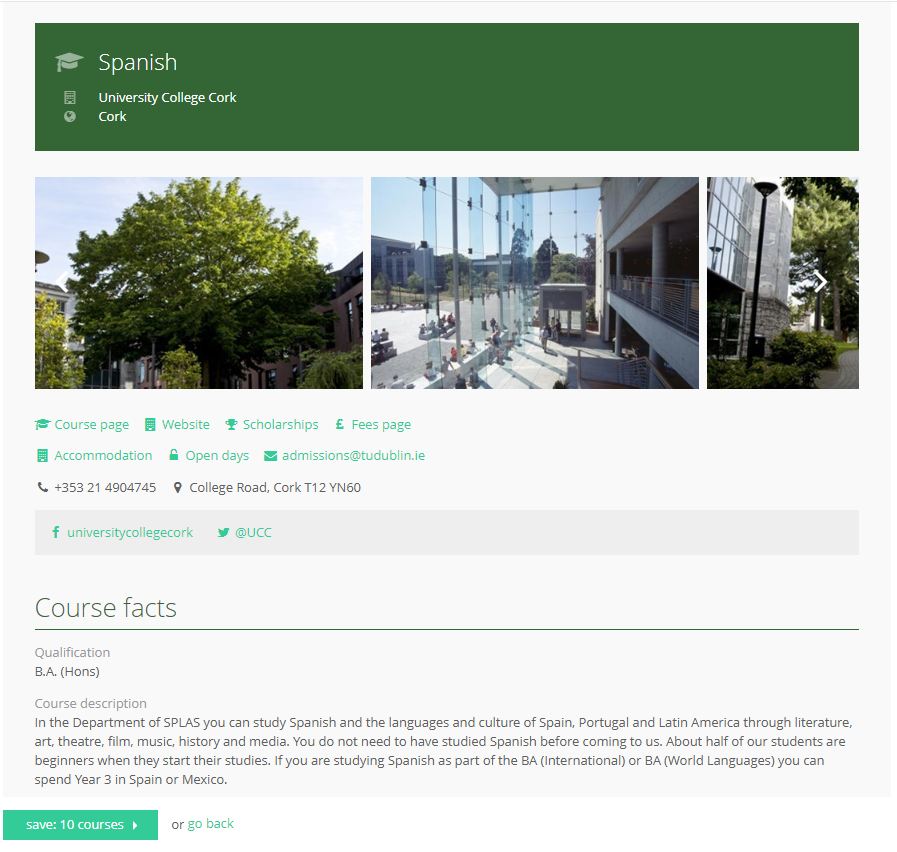 Spanish
University College Cork
Cork
Course page Website Scholarships £ Fees page
Accommodation Open days admissions@tudublin.ie
+353 21 4904745 College Road, Cork T12 YN60
universitycollegecork @UCC
Course facts
Qualification
B.A. (Hons)
Course description
In the Department of SPLAS you can study Spanish and the languages and culture of Spain, Portugal and Latin America through literature,
art, theatre, film, music, history and media. You do not need to have studied Spanish before coming to us. About half of our students are
beginners when they start their studies. If you are studying Spanish as part of the BA (International) or BA (World Languages) you can
spend Year 3 in Spain or Mexico.
save: 10 courses or go back